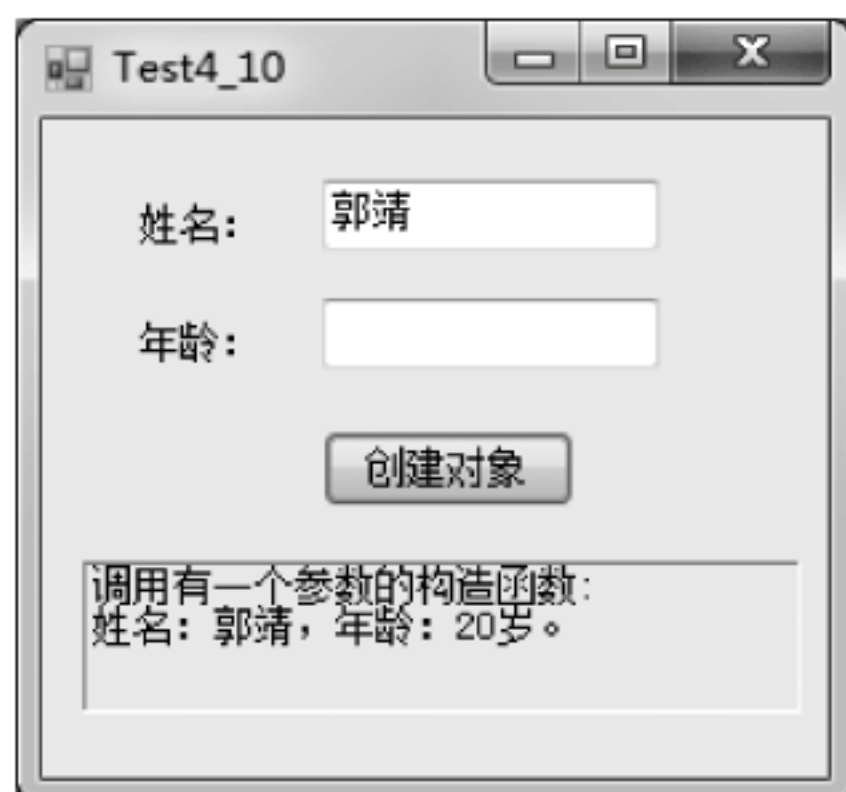 Test4_10
姓名：
郭靖
年龄：
创建对象
调用有一个参数的构造函数:
姓名：郭靖，年龄：20岁。